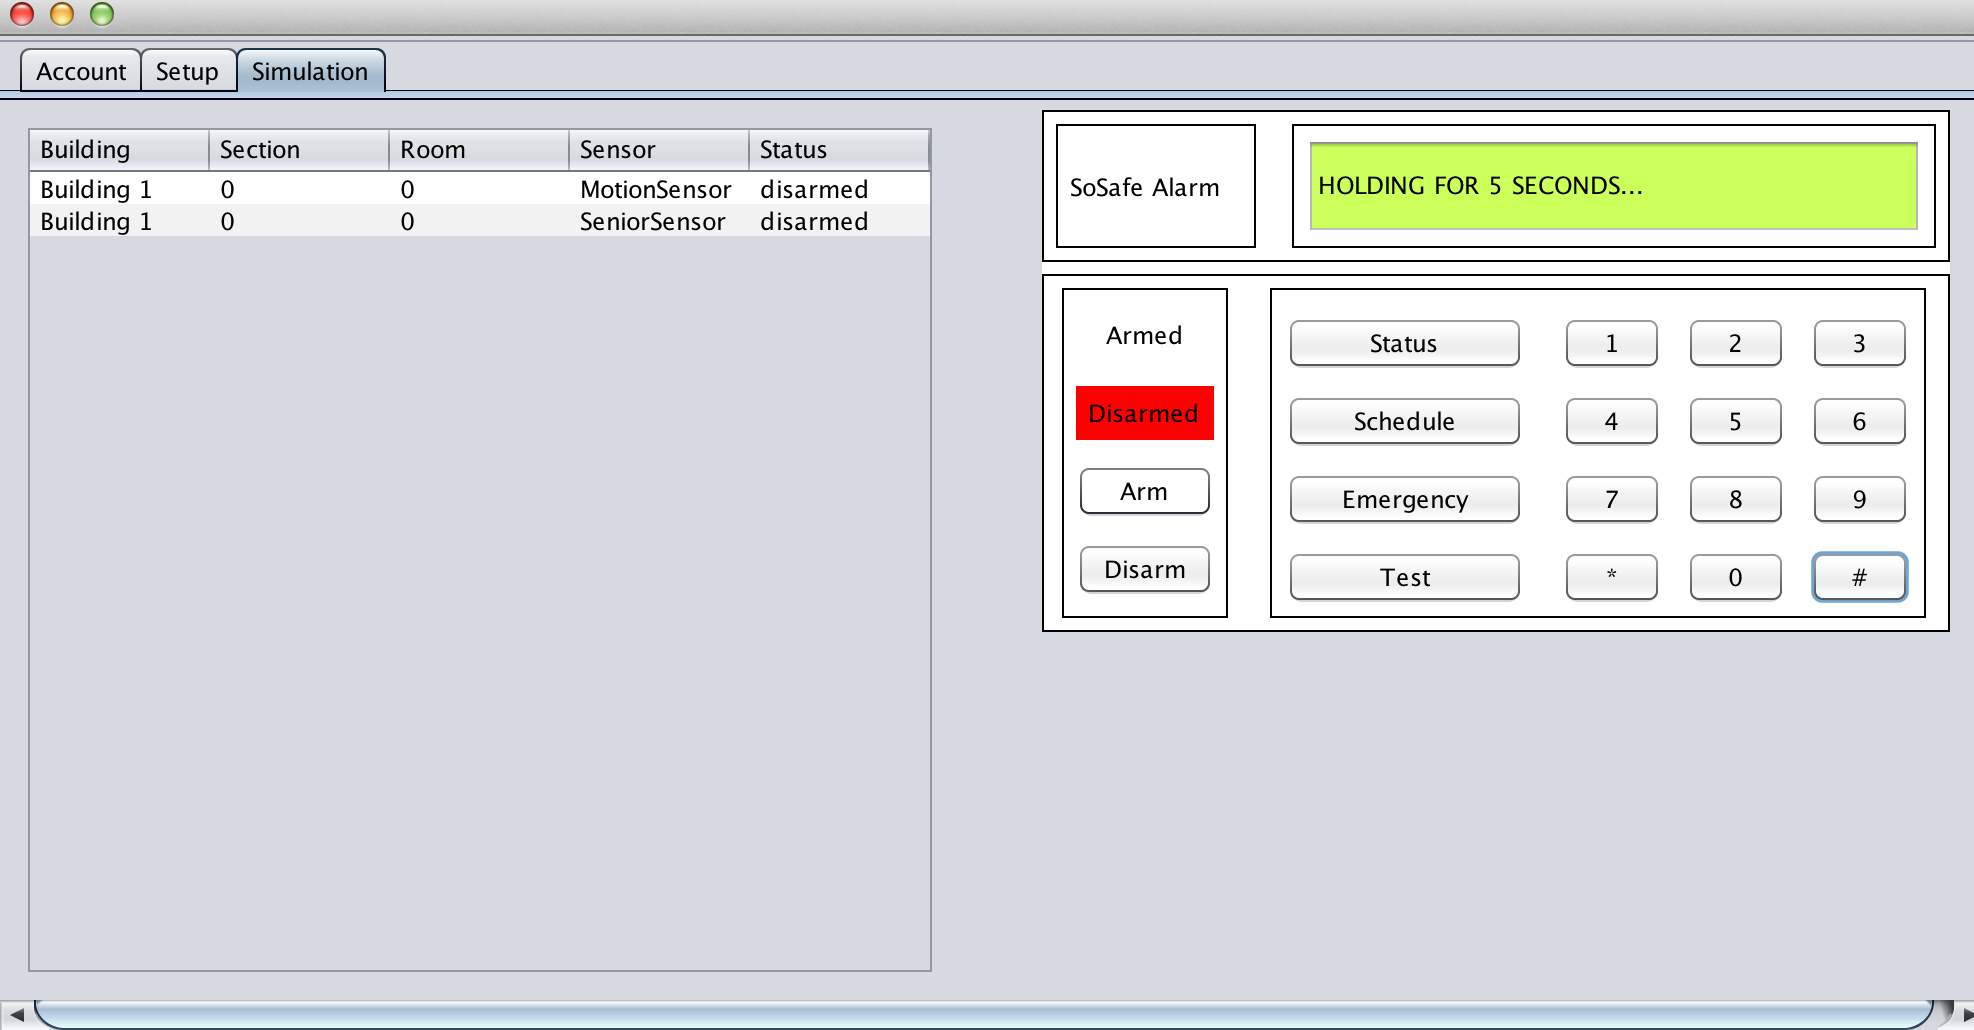 Account Setup Simulation
Building Section Room Sensor Status
Building 1 0 0 MotionSensor disarmed
Building 1 0 0 SeniorSensor disarmed
SoSafe Alarm
HOLDING FOR 5 SECONDS...
Armed
Disarmed
Arm
Disarm
Status 1 2 3
Schedule 4 5 6
Emergency 7 8 9
Test * 0 #